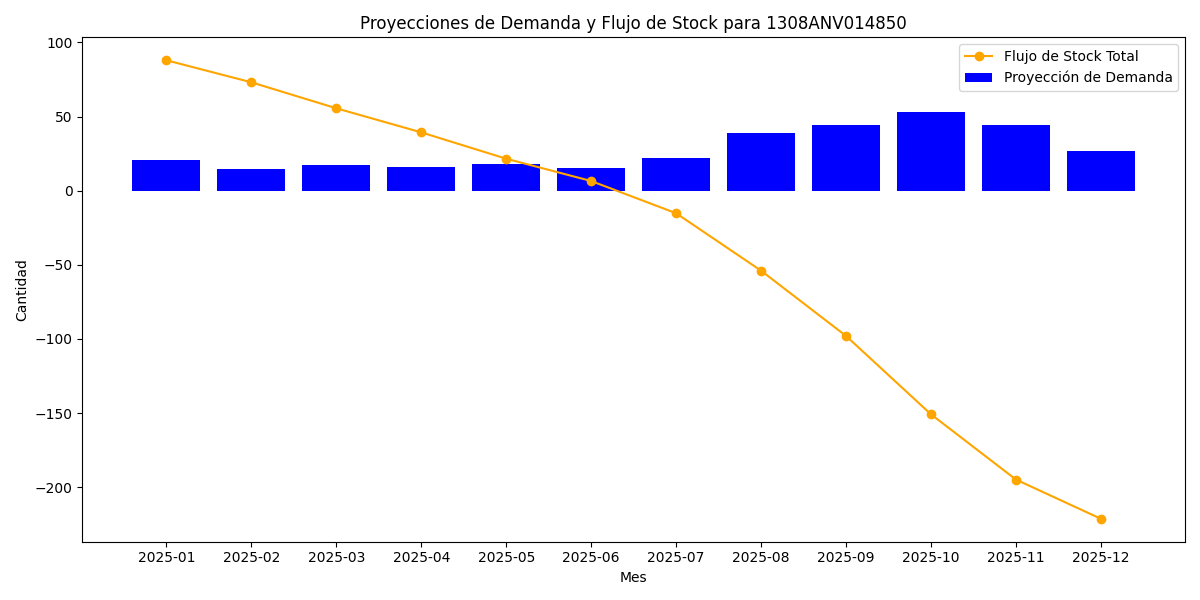 Proyecciones de Demanda y Flujo de Stock para 1308ANV014850
Flujo de Stock Total
Proyección de Demanda
100
50
0
−50
−100
−150
−200
Cantidad
2025-01 2025-02 2025-03 2025-04 2025-05 2025-06 2025-07 2025-08 2025-09 2025-10 2025-11 2025-12
Mes